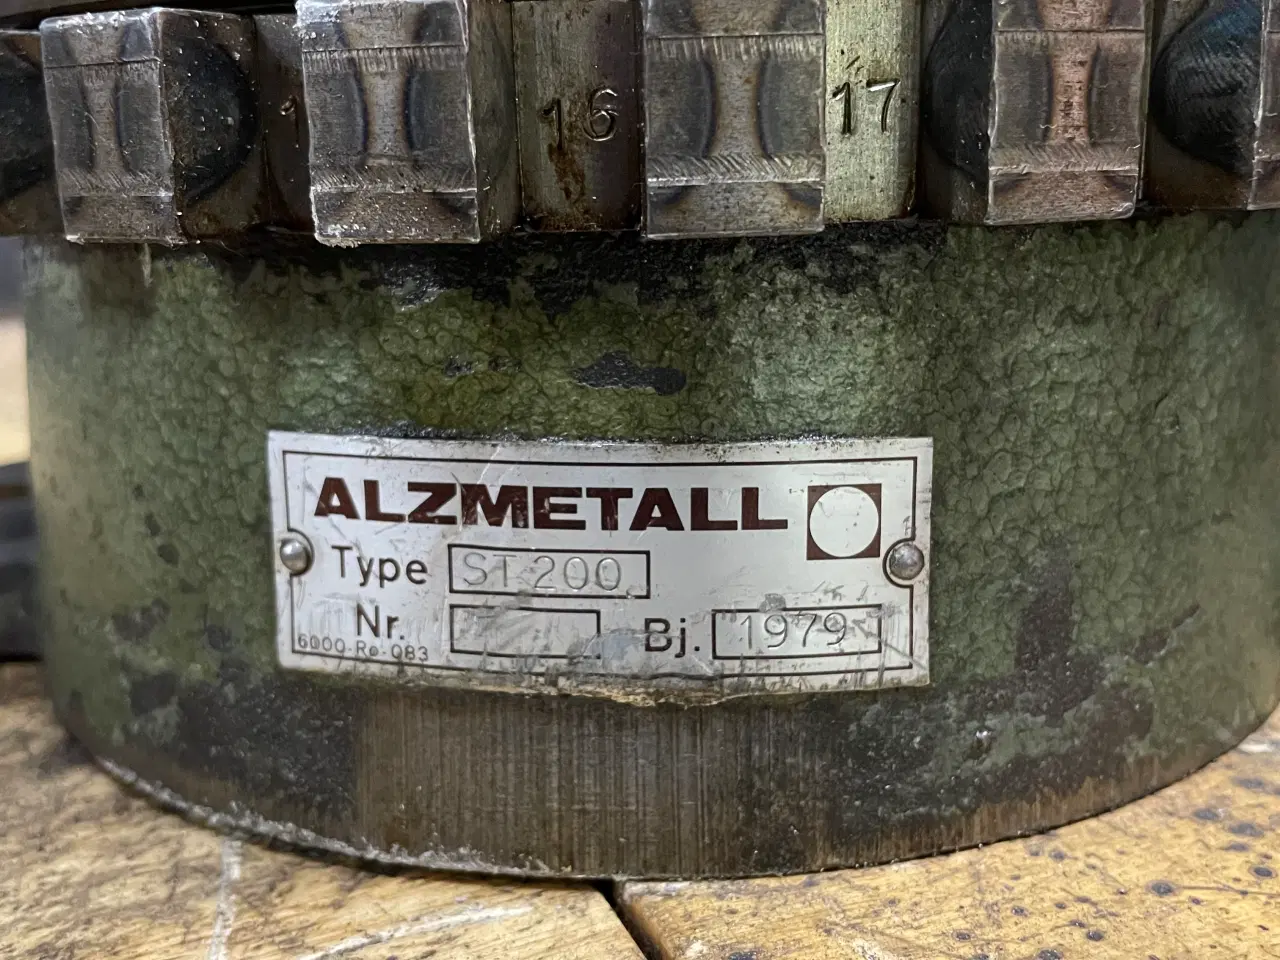 16
17
ALZMETALL
Type ST 200
Nr.
Bj. 1979
6000-Re-083